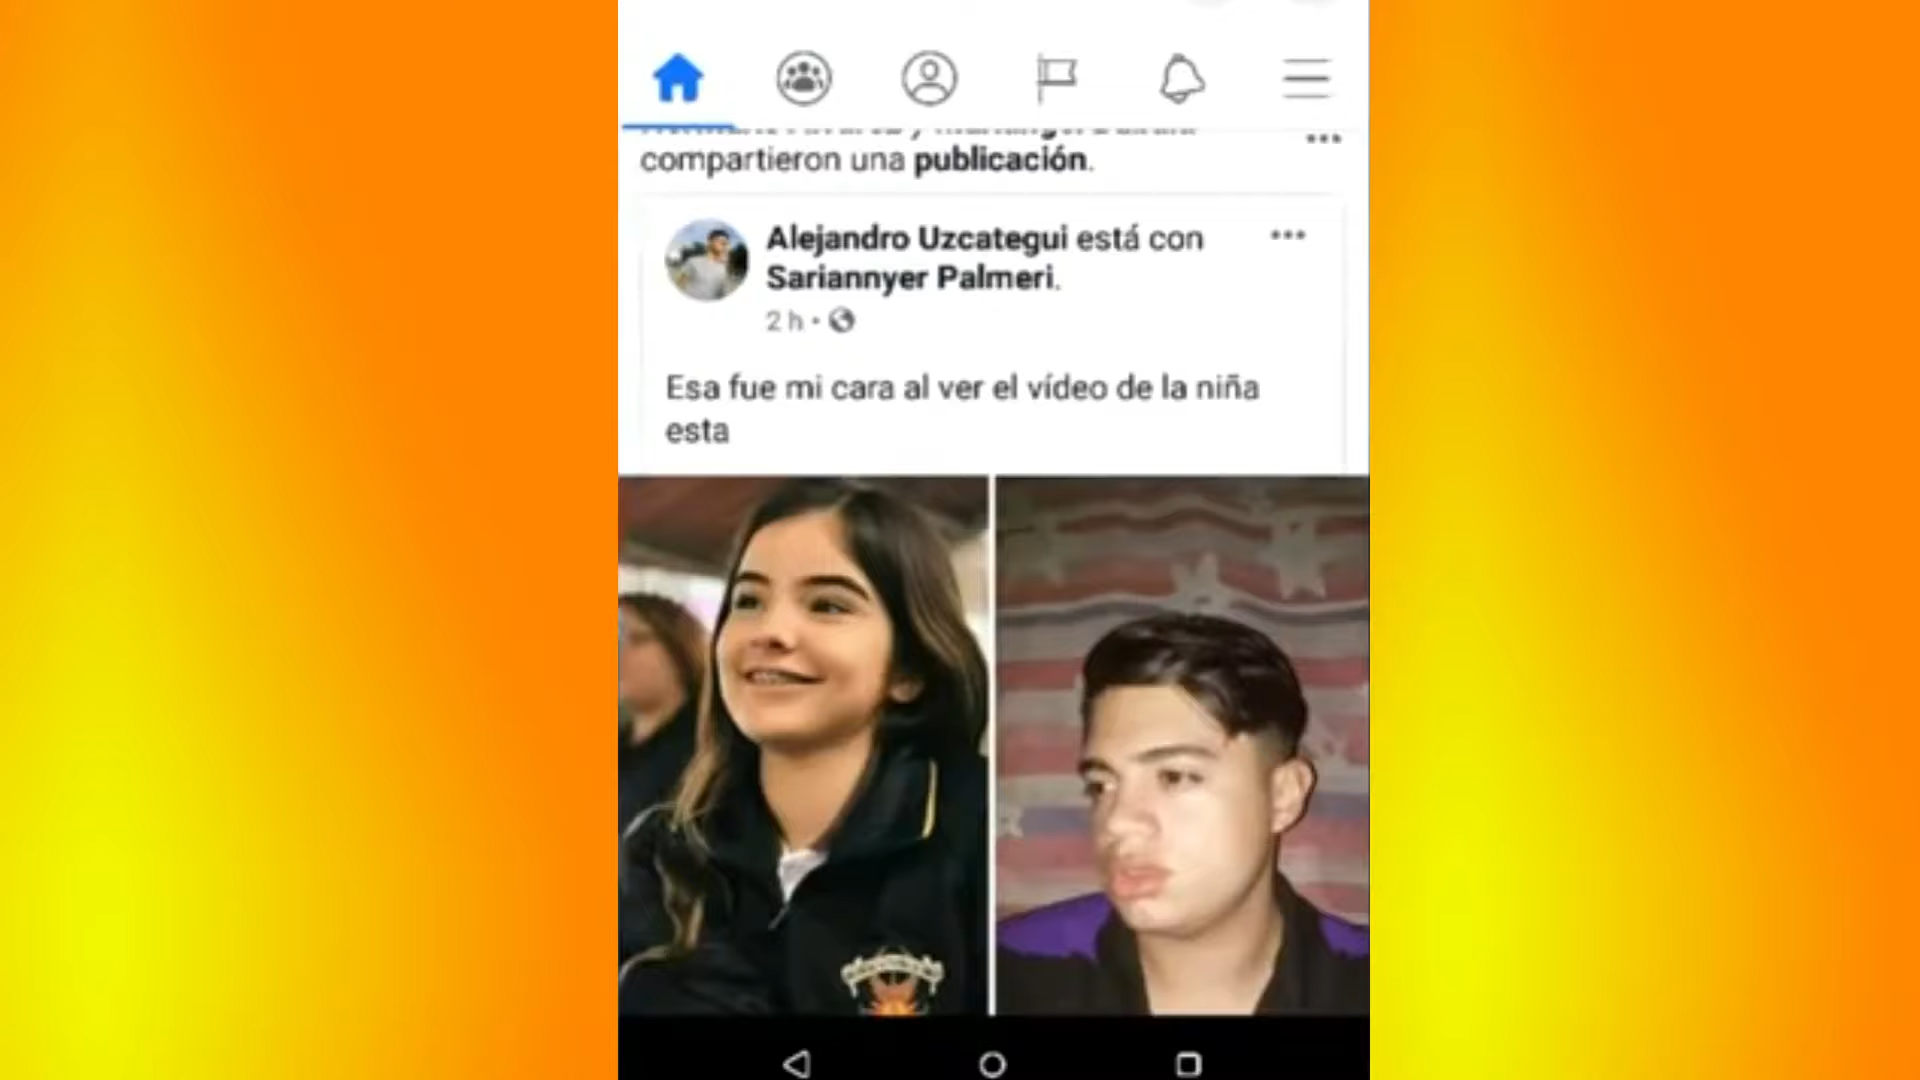 compartieron una publicación.
Alejandro Uzcategui está con
Sariannyer Palmeri.
2 h
Esa fue mi cara al ver el vídeo de la niña
esta